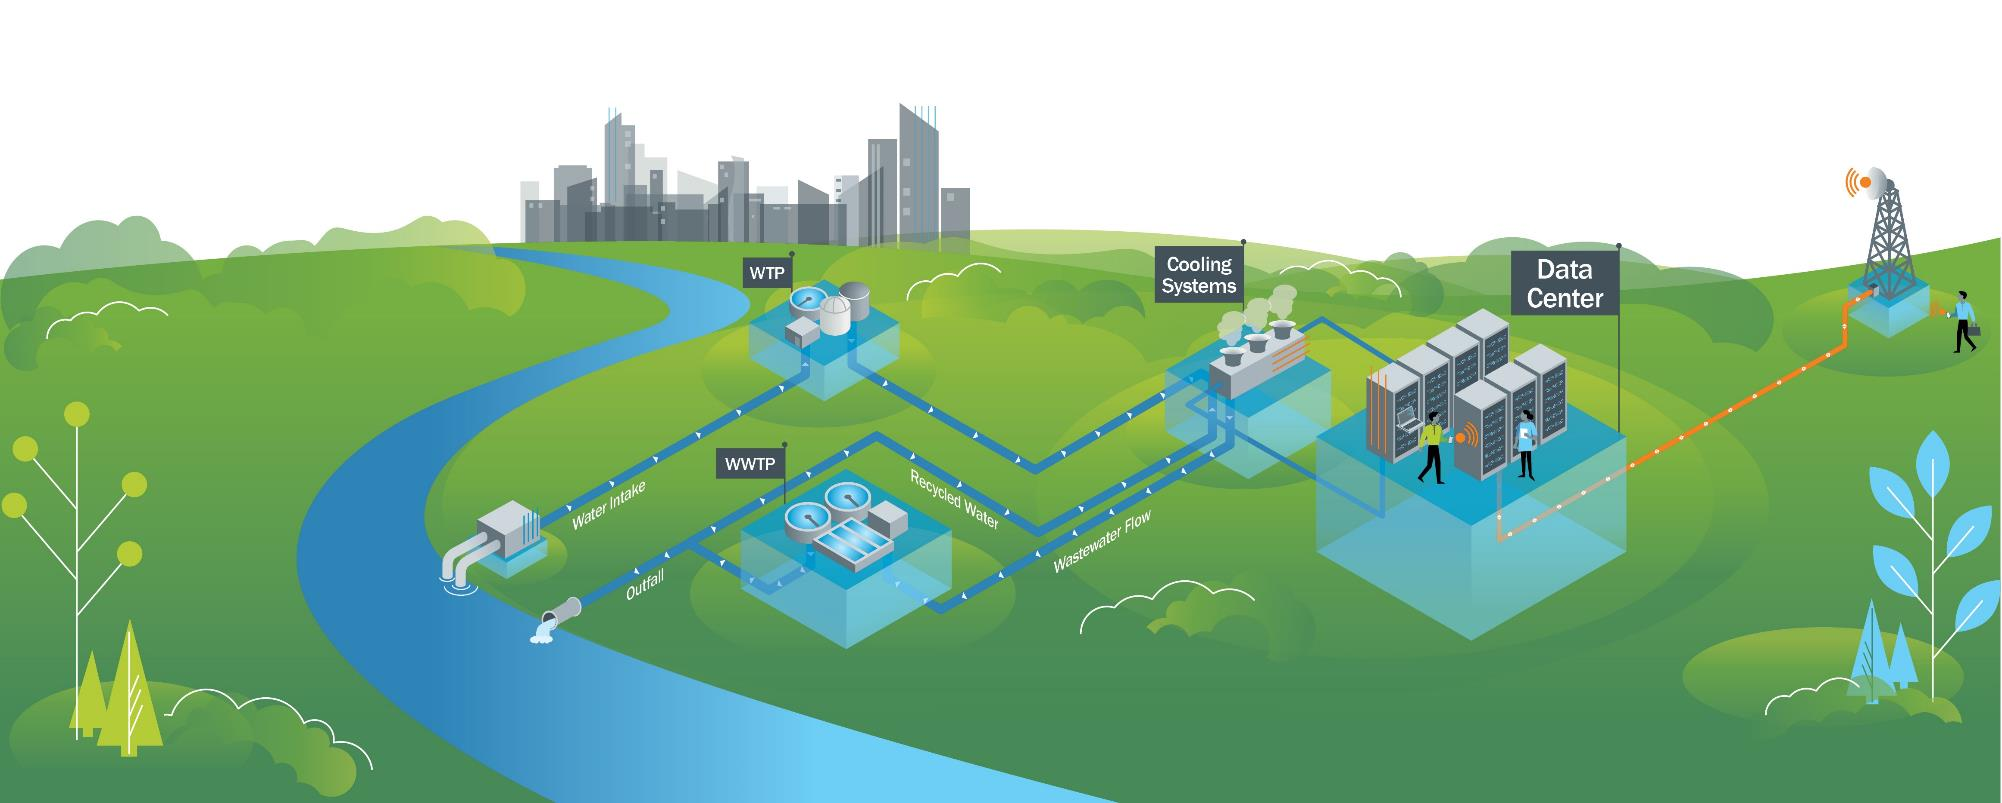 WTP
Cooling
Systems
Data
Center
WWTP
Water Intake
Recycled Water
Outfall
Wastewater Flow